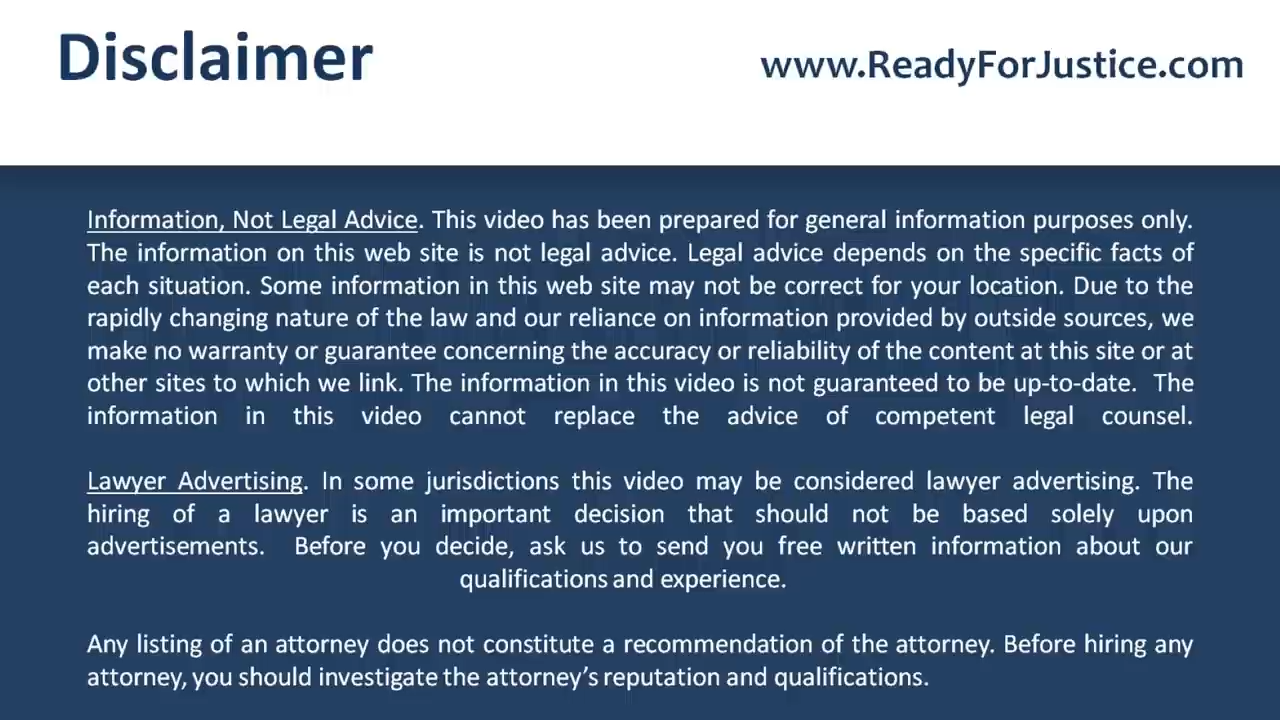 Disclaimer
www.ReadyForJustice.com
Information, Not Legal Advice. This video has been prepared for general information purposes only.
The information on this web site is not legal advice. Legal advice depends on the specific facts of
each situation. Some information in this web site may not be correct for your location. Due to the
rapidly changing nature of the law and our reliance on information provided by outside sources, we
make no warranty or guarantee concerning the accuracy or reliability of the content at this site or at
other sites to which we link. The information in this video is not guaranteed to be up-to-date. The
information in this video cannot replace the advice of competent legal counsel.
Lawyer Advertising. In some jurisdictions this video may be considered lawyer advertising. The
hiring of a lawyer is an important decision that should not be based solely upon
advertisements. Before you decide, ask us to send you free written information about our
qualifications and experience.
Any listing of an attorney does not constitute a recommendation of the attorney. Before hiring any
attorney, you should investigate the attorney’s reputation and qualifications.